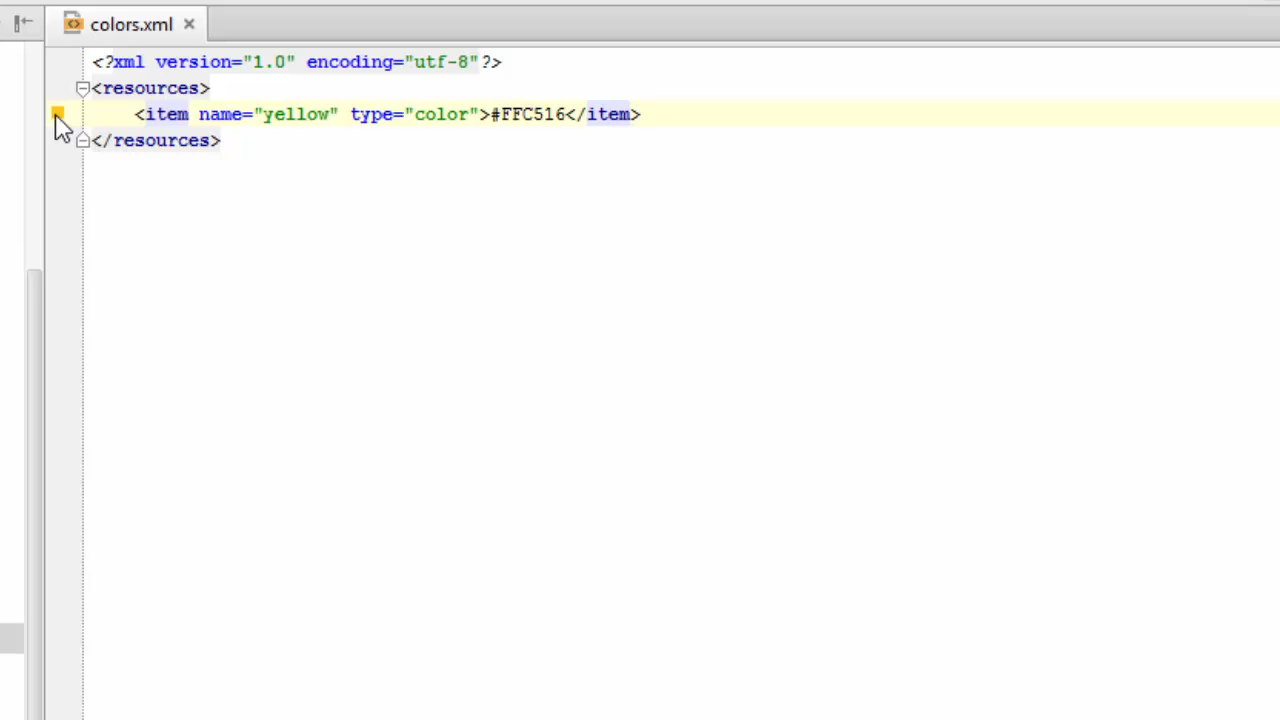 colors.xml
<?xml version="1.0" encoding="utf-8"?>
<resources>
    <item name="yellow" type="color">#FFC516</item>
</resources>